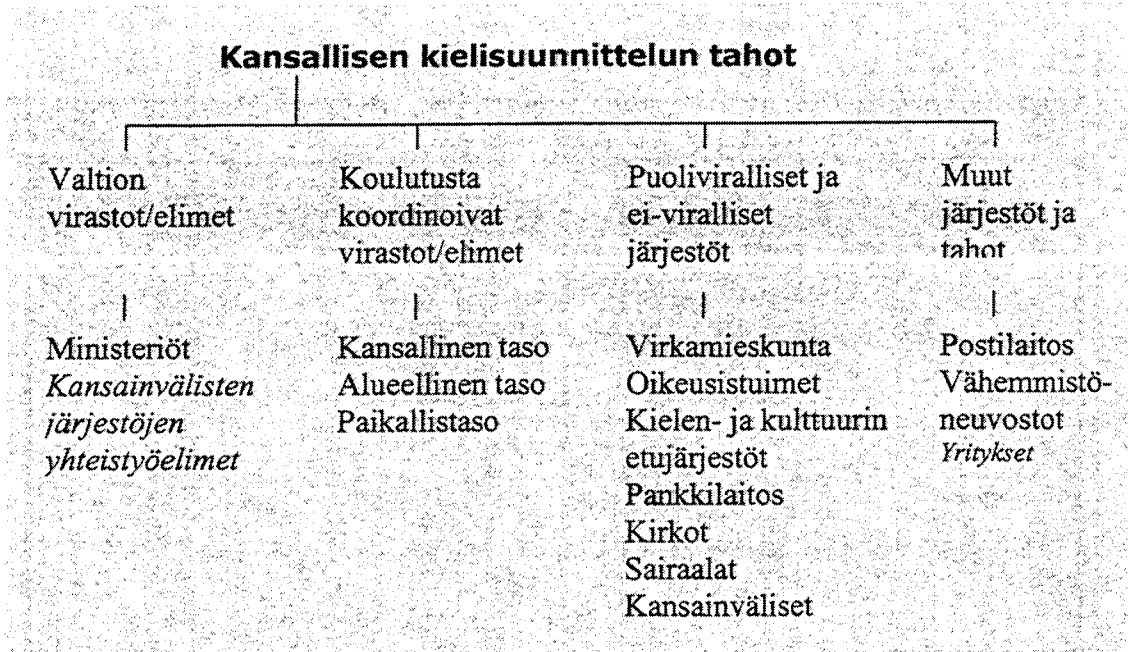 Kansallisen kielisuunnittelun tahot
Valtion
virastot/elimet
Koulutusta
koordinoivat
virastot/elimet
Puoliviralliset ja
ei-viralliset
järjestöt
Muut
järjestöt ja
tahot
Ministeriöt
Kansainvälisten
järjestöjen
yhteistyöelimet
Kansallinen taso
Alueellinen taso
Paikallistaso
Virkamieskunta
Oikeusistuimet
Kielen- ja kulttuurin
etujärjestöt
Pankkilaitos
Kirkot
Sairaalat
Kansainväliset
Postilaitos
Vähemmistö-
neuvostot
Yritykset